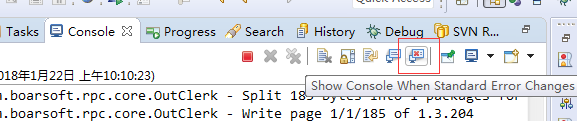 Quick Access
Tasks Console Progress Search History Debug SVN R...
2018年1月22日 上午10:10:23)
Show Console When Standard Error Changes
n.boarsoft.rpc.core.OutClerk - Split 185 bytes into 1 packages for
n.boarsoft.rpc.core.OutClerk - Write page 1/1/185 of 1.3.204